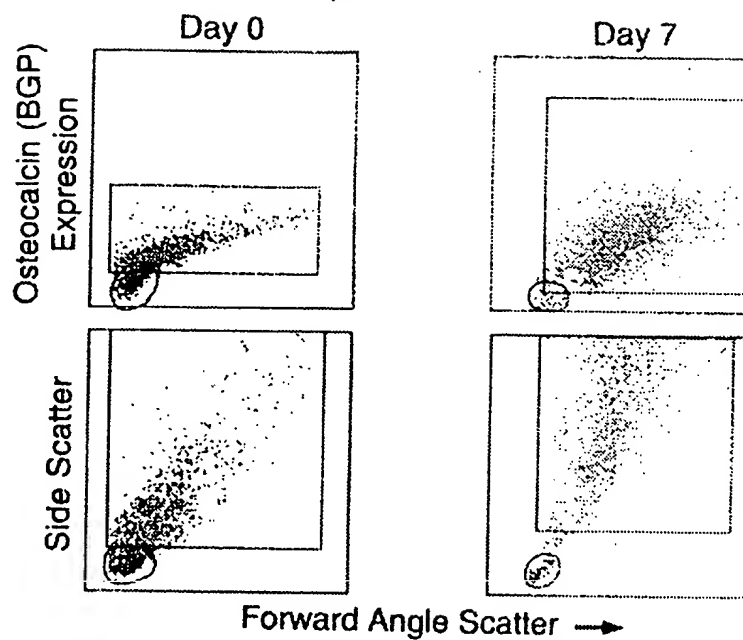 Day 0
Day 7
Osteocalcin (BGP)
Expression
Side Scatter
Forward Angle Scatter